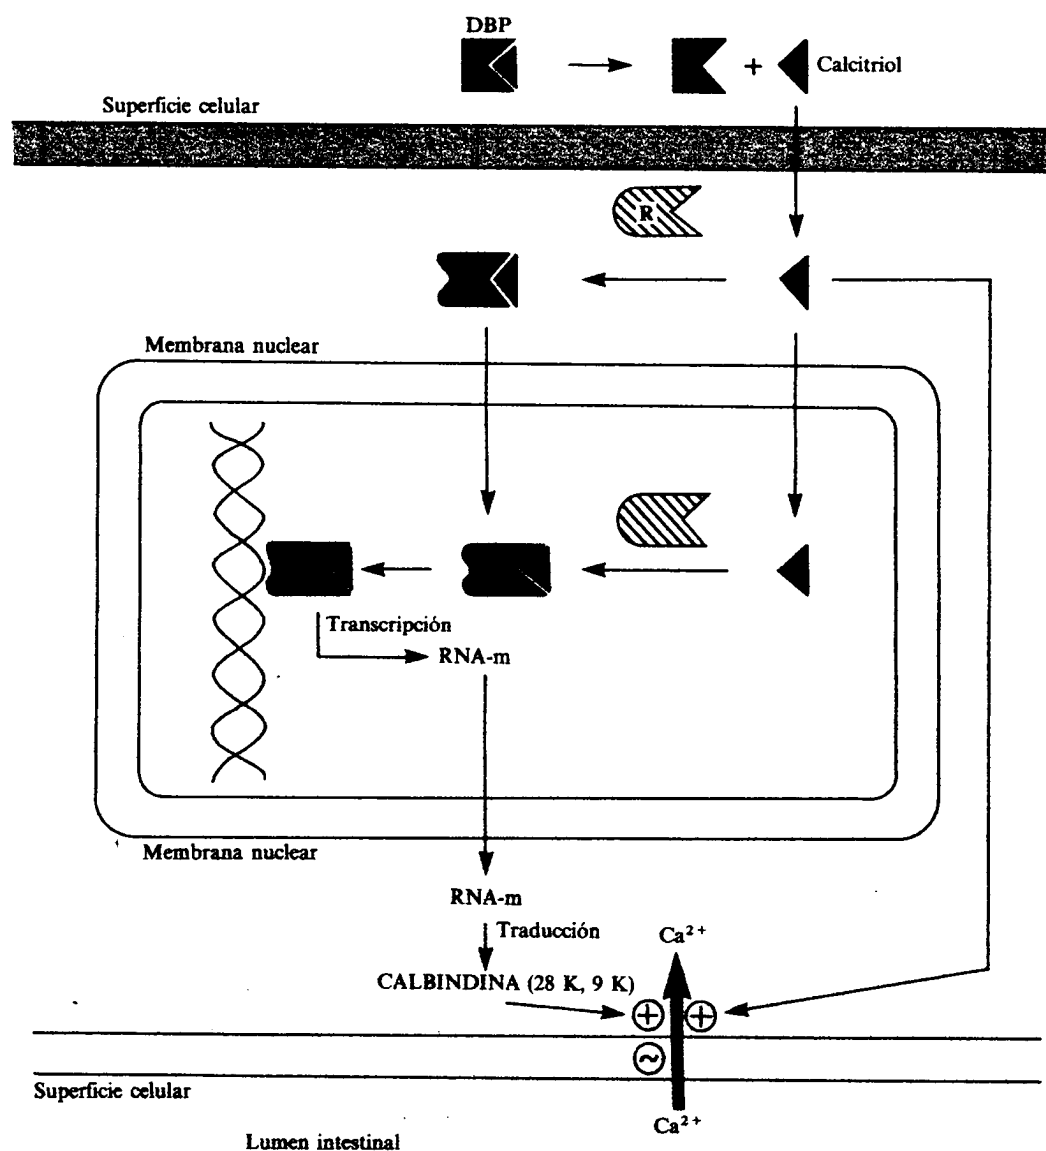 DBP
+
Calcitriol
Superficie celular
R
Membrana nuclear
Transcripción
RNA-m
Membrana nuclear
RNA-m
Traducción
Ca²⁺
CALBINDINA (28 K, 9 K)
+ +
~
Superficie celular
Ca²⁺
Lumen intestinal